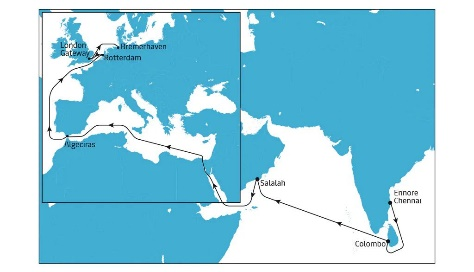 London
Gateway
Bremerhaven
Rotterdam
Algeciras
Salalah
Ennore
Chennai
Colombo